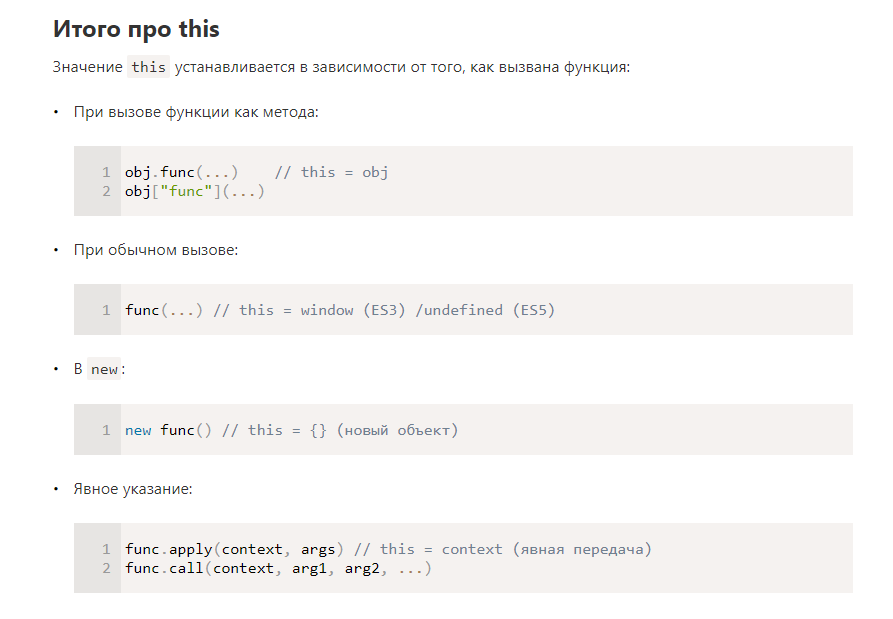 Итого про this
Значение this устанавливается в зависимости от того, как вызвана функция:
• При вызове функции как метода:
1 obj.func(...)    // this = obj
2 obj["func"](...)
• При обычном вызове:
1 func(...) // this = window (ES3) /undefined (ES5)
• В new:
1 new func() // this = {} (новый объект)
• Явное указание:
1 func.apply(context, args) // this = context (явная передача)
2 func.call(context, arg1, arg2, ...)